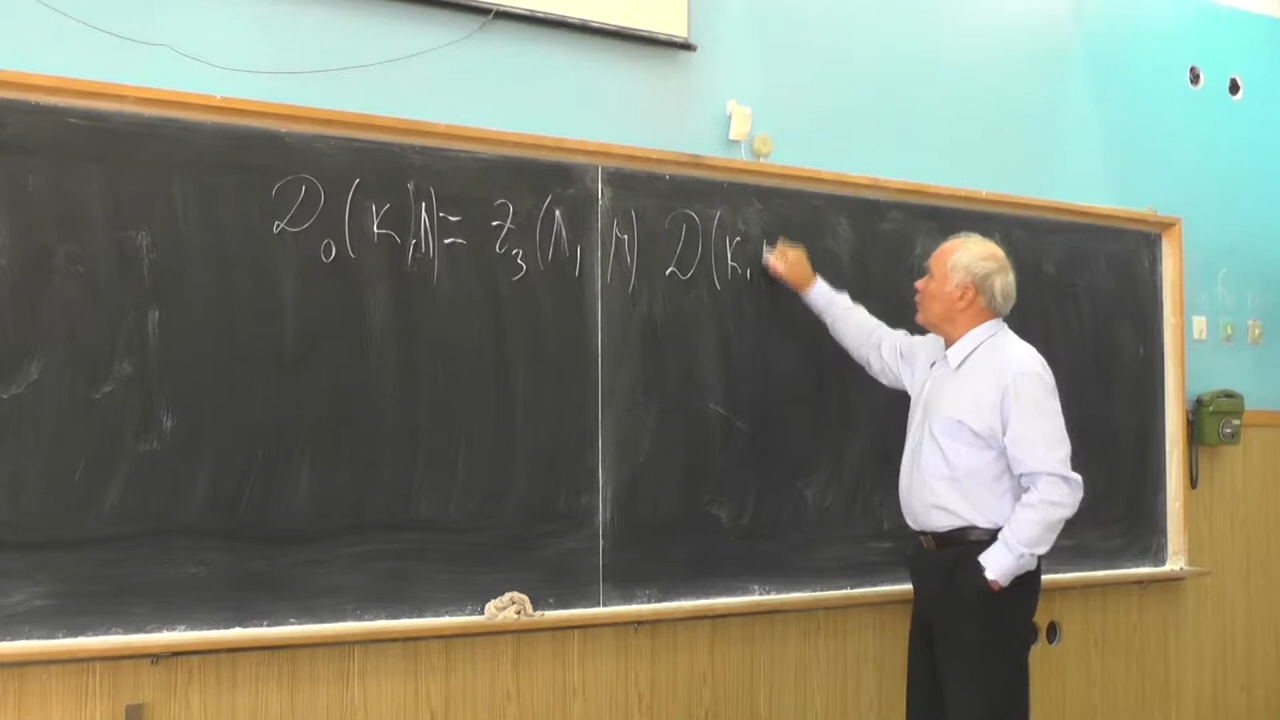 D₀(K,Λ) = Z₃(Λ, M) D(K,